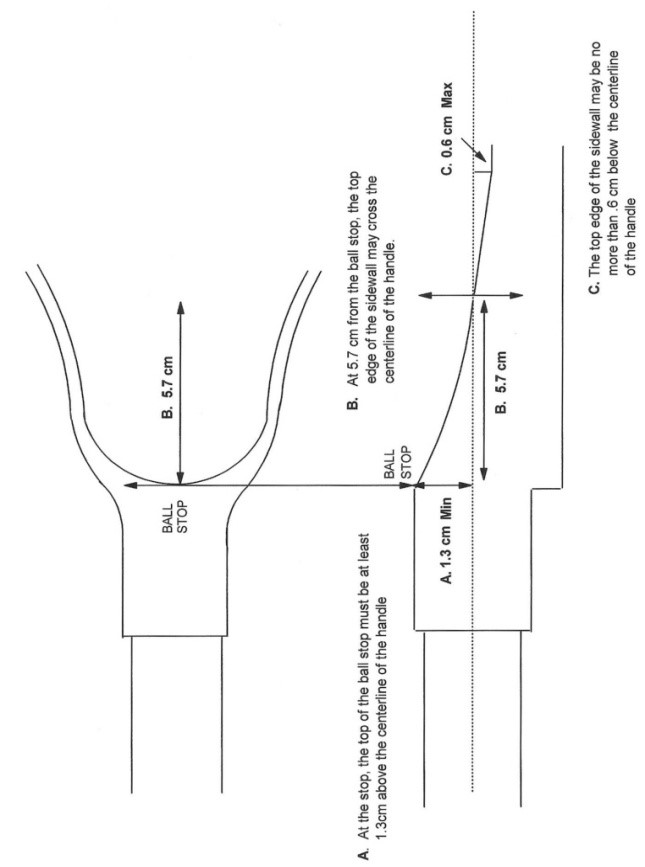 BALL
STOP
B. 5.7 cm
A. At the stop, the top of the ball stop must be at least
1.3cm above the centerline of the handle
B. At 5.7 cm from the ball stop, the top
edge of the sidewall may cross the
centerline of the handle.
BALL
STOP
A. 1.3 cm Min
B. 5.7 cm
C. 0.6 cm Max
C. The top edge of the sidewall may be no
more than .6 cm below the centerline
of the handle